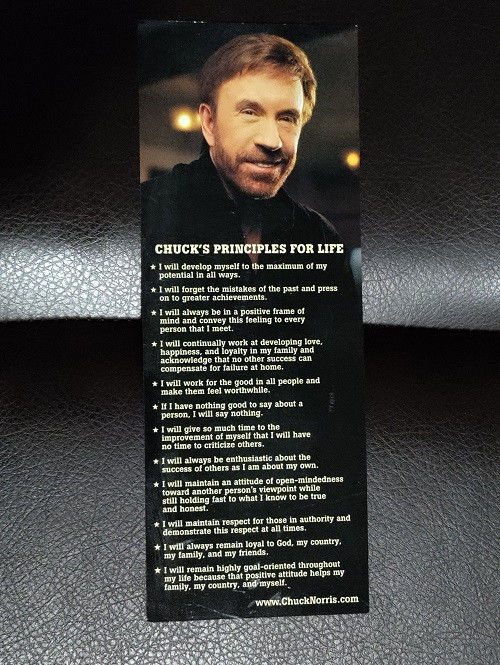 CHUCK'S PRINCIPLES FOR LIFE
★ I will develop myself to the maximum of my
potential in all ways.
★ I will forget the mistakes of the past and press
on to greater achievements.
★ I will always be in a positive frame of
mind and convey this feeling to every
person that I meet.
★ I will continually work at developing love,
happiness, and loyalty in my family and
acknowledge that no other success can
compensate for failure at home.
★ I will work for the good in all people and
make them feel worthwhile.
★ If I have nothing good to say about a
person, I will say nothing.
★ I will give so much time to the
improvement of myself that I will have
no time to criticize others.
★ I will always be enthusiastic about the
success of others as I am about my own.
★ I will maintain an attitude of open-mindedness
toward another person's viewpoint while
still holding fast to what I know to be true
and honest.
★ I will maintain respect for those in authority and
demonstrate this respect at all times.
★ I will always remain loyal to God, my country,
my family, and my friends.
★ I will remain highly goal-oriented throughout
my life because that positive attitude helps my
family, my country, and myself.
www.ChuckNorris.com